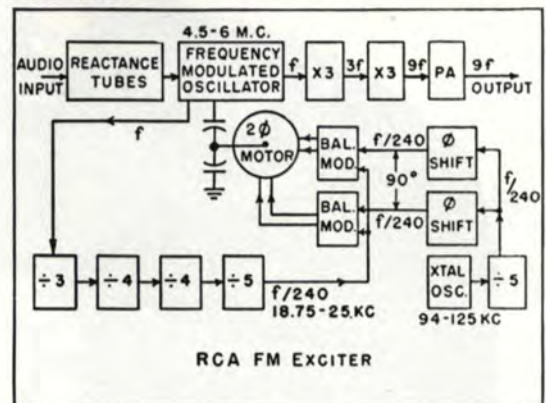 4.5-6 M.C.
AUDIO INPUT
REACTANCE TUBES
FREQUENCY MODULATED OSCILLATOR
f
X3
3f
X3
9f
PA
9f
OUTPUT
f
2Ø
MOTOR
BAL. MOD.
f/240
Ø SHIFT
90°
f/240
BAL. MOD.
f/240
Ø SHIFT
÷3
÷4
÷4
÷5
f/240
18.75-25.KC
XTAL OSC.
÷5
94-125 KC
RCA FM EXCITER